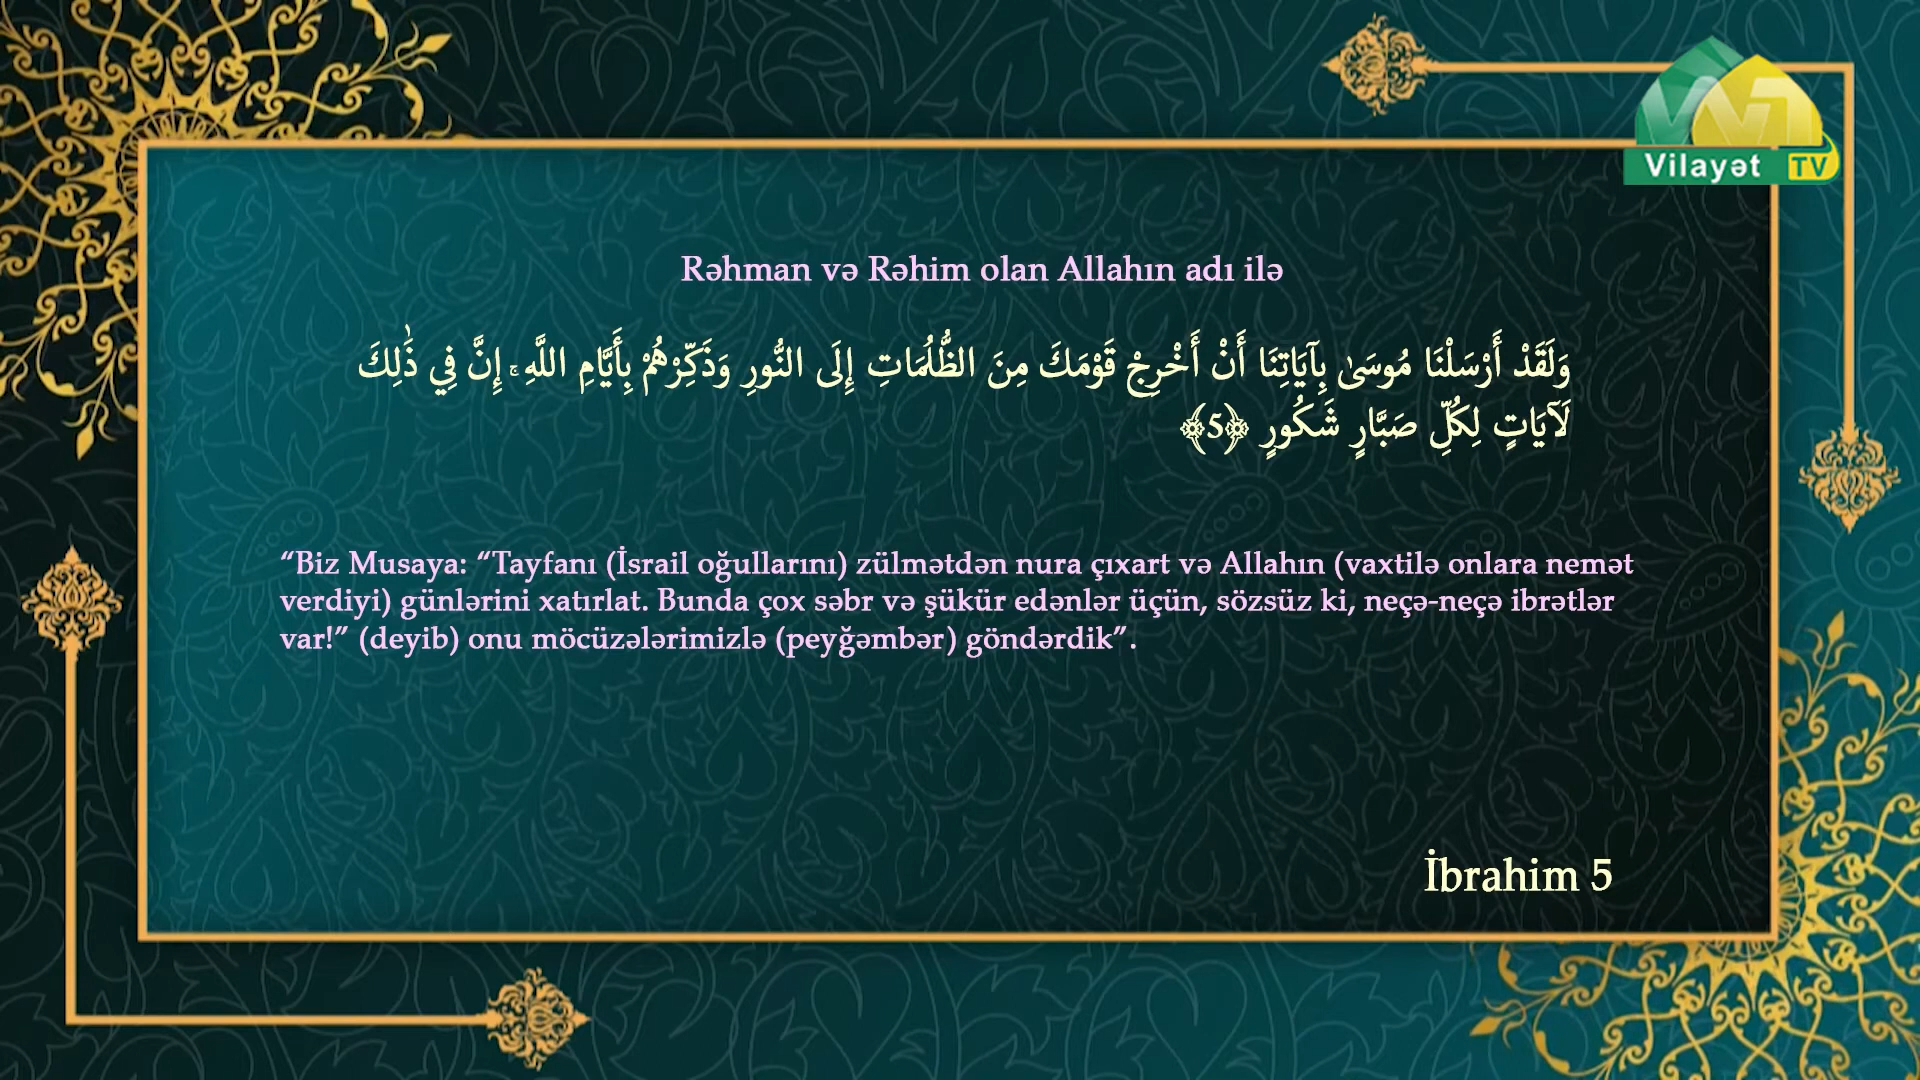 Vilayət TV
Rəhman və Rəhim olan Allahın adı ilə
وَلَقَدْ أَرْسَلْنَا مُوسَىٰ بِآيَاتِنَا أَنْ أَخْرِجْ قَوْمَكَ مِنَ الظُّلُمَاتِ إِلَى النُّورِ وَذَكِّرْهُمْ بِأَيَّامِ اللَّهِ ۚ إِنَّ فِي ذَٰلِكَ
لَآيَاتٍ لِكُلِّ صَبَّارٍ شَكُورٍ ﴿5﴾
“Biz Musaya: “Tayfanı (İsrail oğullarını) zülmətdən nura çıxart və Allahın (vaxtilə onlara nemət
verdiyi) günlərini xatırlat. Bunda çox səbr və şükür edənlər üçün, sözsüz ki, neçə-neçə ibrətlər
var!” (deyib) onu möcüzələrimizlə (peyğəmbər) göndərdik”.
İbrahim 5